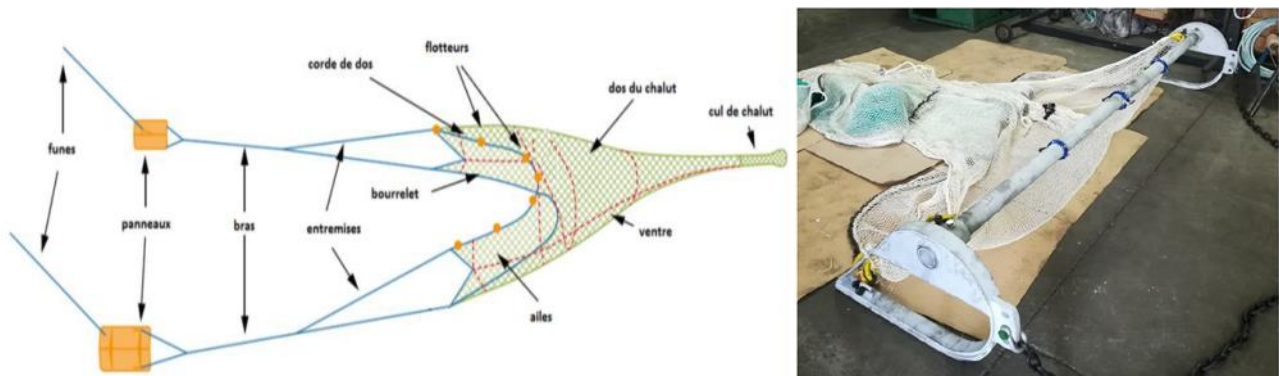 flotteurs
corde de dos
dos du chalut
cul de chalut
funes
bourrelet
panneaux
bras
entremises
ventre
ailes